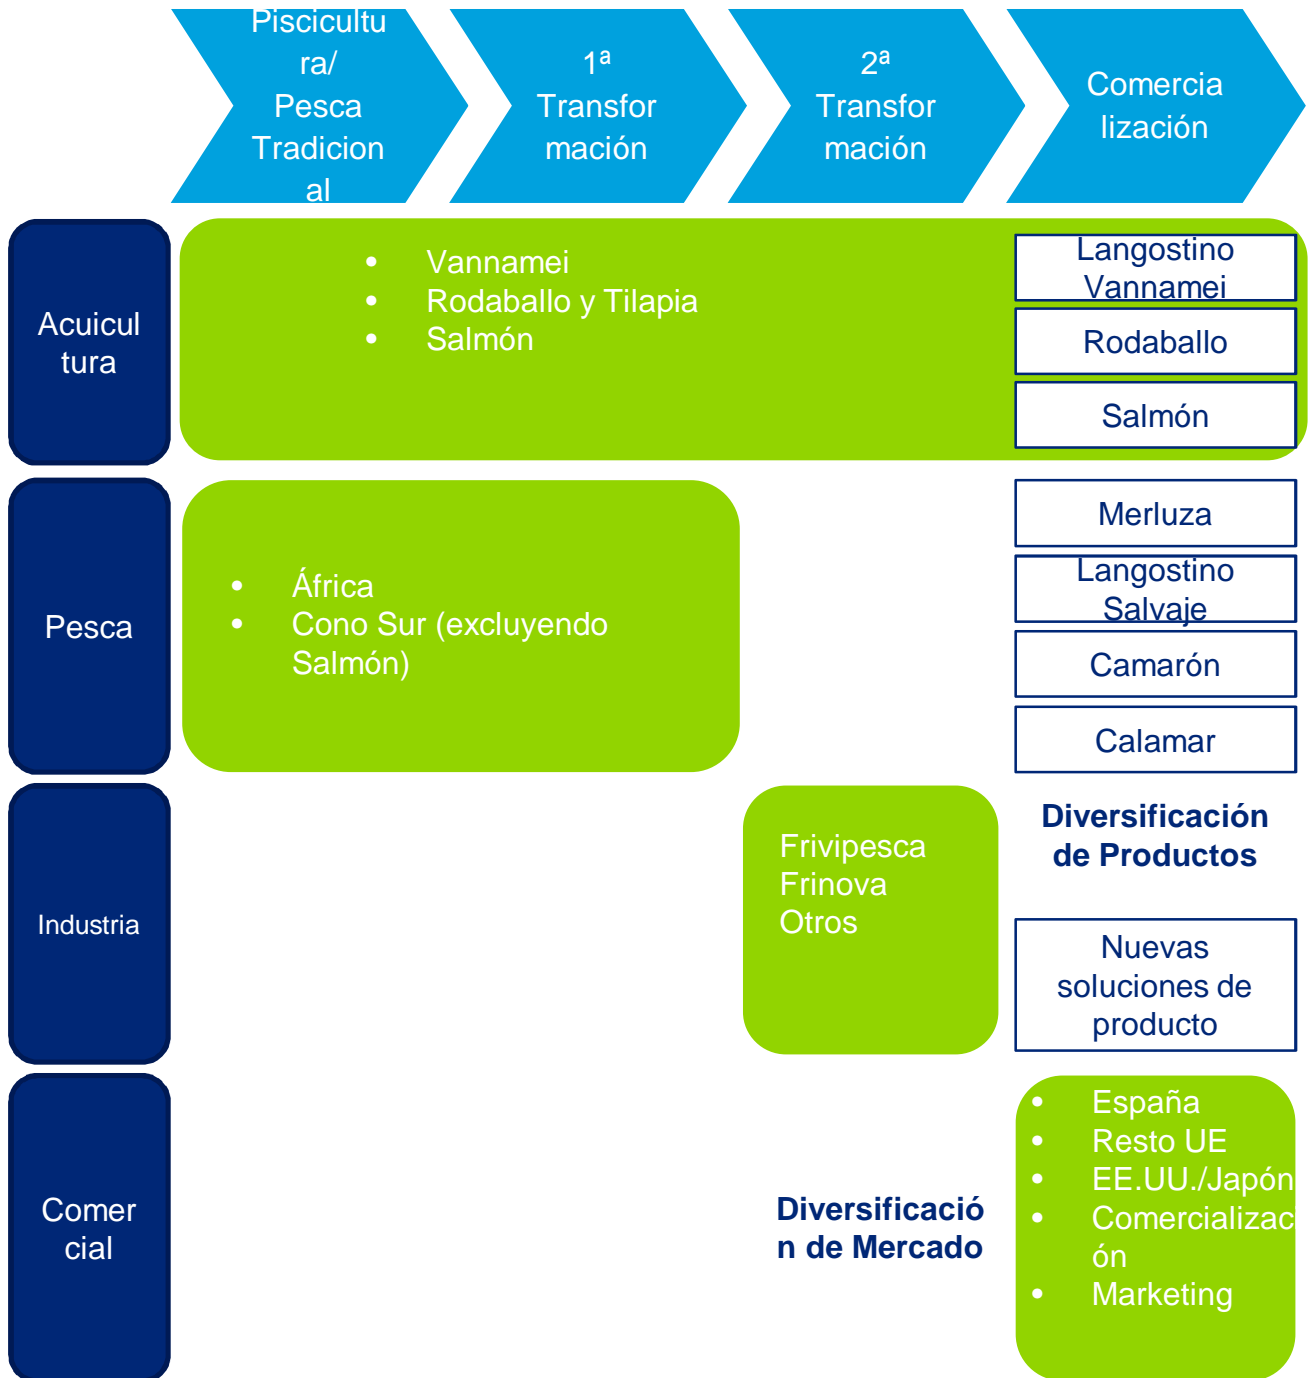 Piscicultu
ra/
Pesca
Tradicion
al
1ª
Transfor
mación
2ª
Transfor
mación
Comercia
lización
Acuicul
tura
• Vannamei
• Rodaballo y Tilapia
• Salmón
Langostino
Vannamei
Rodaballo
Salmón
Pesca
• África
• Cono Sur (excluyendo
Salmón)
Merluza
Langostino
Salvaje
Camarón
Calamar
Industria
Frivipesca
Frinova
Otros
Diversificación
de Productos
Nuevas
soluciones de
producto
Comer
cial
Diversificació
n de Mercado
• España
• Resto UE
• EE.UU./Japón
• Comercializac
ón
• Marketing